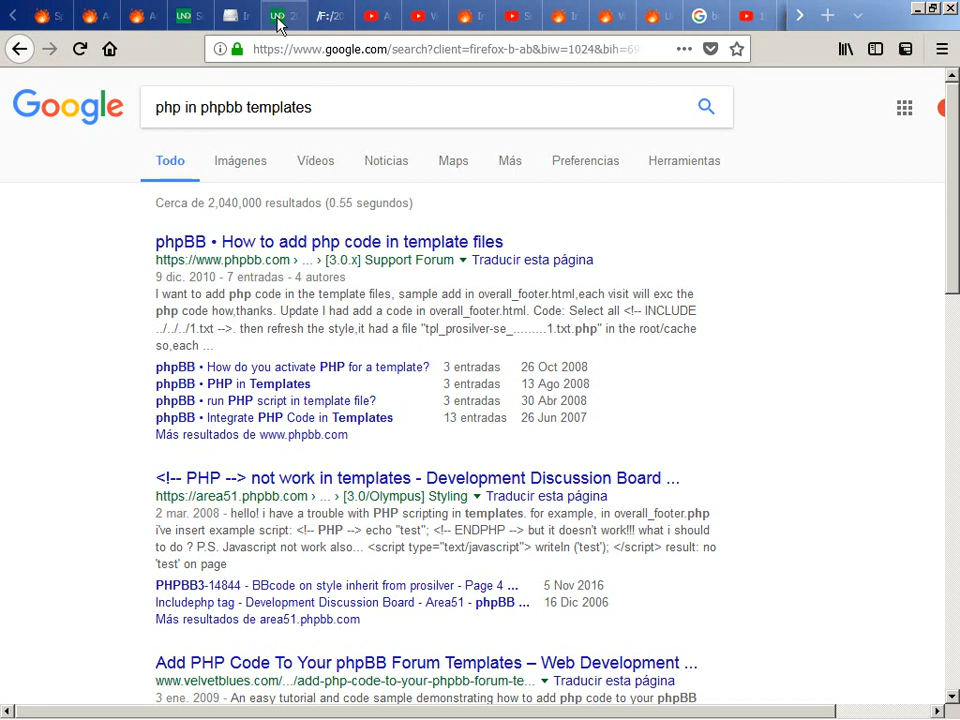 UND
UND
/F:/20
https://www.google.com/search?client=firefox-b-ab&biw=1024&bih=69
Google
php in phpbb templates
Todo
Imágenes
Vídeos
Noticias
Maps
Más
Preferencias
Herramientas
Cerca de 2,040,000 resultados (0.55 segundos)
phpBB • How to add php code in template files
https://www.phpbb.com › ... › [3.0.x] Support Forum ▼ Traducir esta página
9 dic. 2010 - 7 entradas - 4 autores
I want to add php code in the template files, sample add in overall_footer.html,each visit will exc the
php code how,thanks. Update I had add a code in overall_footer.html. Code: Select all <!-- INCLUDE
../../../1.txt -->. then refresh the style,it had a file "tpl_prosilver-se_.........1.txt.php" in the root/cache
so,each ...
phpBB • How do you activate PHP for a template? 3 entradas 26 Oct 2008
phpBB • PHP in Templates 3 entradas 13 Ago 2008
phpBB • run PHP script in template file? 3 entradas 30 Abr 2008
phpBB • Integrate PHP Code in Templates 13 entradas 26 Jun 2007
Más resultados de www.phpbb.com
<!-- PHP --> not work in templates - Development Discussion Board ...
https://area51.phpbb.com › ... › [3.0/Olympus] Styling ▼ Traducir esta página
2 mar. 2008 - hello! i have a trouble with PHP scripting in templates. for example, in overall_footer.php
i've insert example script: <!-- PHP --> echo "test"; <!-- ENDPHP --> but it doesn't work!!! what i should
to do ? P.S. Javascript not work also... <script type="text/javascript"> writeln ('test'); </script> result: no
'test' on page
PHPBB3-14844 - BBcode on style inherit from prosilver - Page 4 ... 5 Nov 2016
Includephp tag - Development Discussion Board - Area51 - phpBB ... 16 Dic 2006
Más resultados de area51.phpbb.com
Add PHP Code To Your phpBB Forum Templates – Web Development ...
www.velvetblues.com/.../add-php-code-to-your-phpbb-forum-te... ▼ Traducir esta página
3 ene. 2009 - An easy tutorial and code sample demonstrating how to add php code to your phpBB